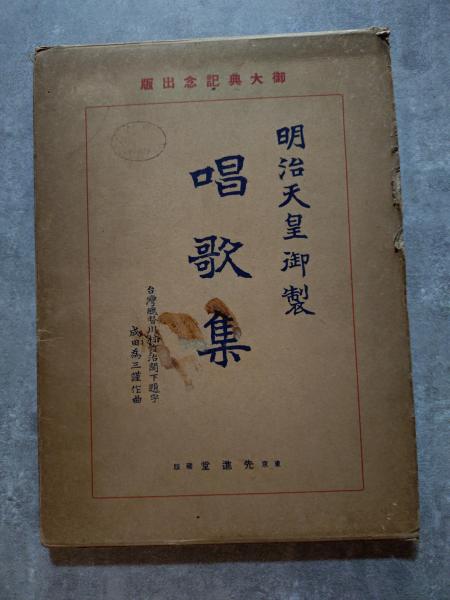 御大典記念出版
明治天皇御製
唱歌集
台灣總督川村竹治閣下題字
成田為三謹作曲
東京 先進堂 藏版